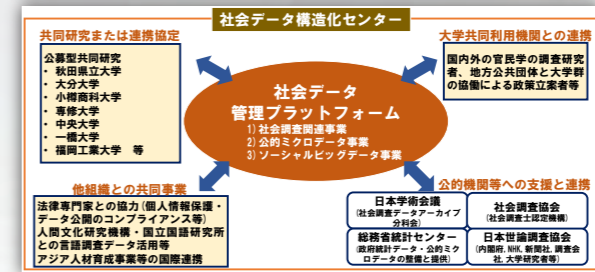 社会データ構造化センター
共同研究または連携協定
公募型共同研究
・ 秋田県立大学
・ 大分大学
・ 小樽商科大学
・ 専修大学
・ 中央大学
・ 一橋大学
・ 福岡工業大学 等
大学共同利用機関との連携
国内外の官民学の調査研究
者、地方公共団体と大学群
の協働による政策立案者等
社会データ
管理プラットフォーム
1) 社会調査関連事業
2) 公的ミクロデータ事業
3) ソーシャルビッグデータ事業
他組織との共同事業
法律専門家との協力(個人情報保護・
データ公開のコンプライアンス等)
人間文化研究機構・国立国語研究所
との言語調査データ活用等
アジア人材育成事業等の国際連携
公的機関等への支援と連携
日本学術会議
(社会調査データアーカイブ
分科会)
社会調査協会
(社会調査士認定機構)
総務省統計センター
(政府統計データ・公的ミク
ロデータの整備と提供)
日本世論調査協会
(内閣府, NHK, 新聞社, 調査会
社, 大学研究者等)